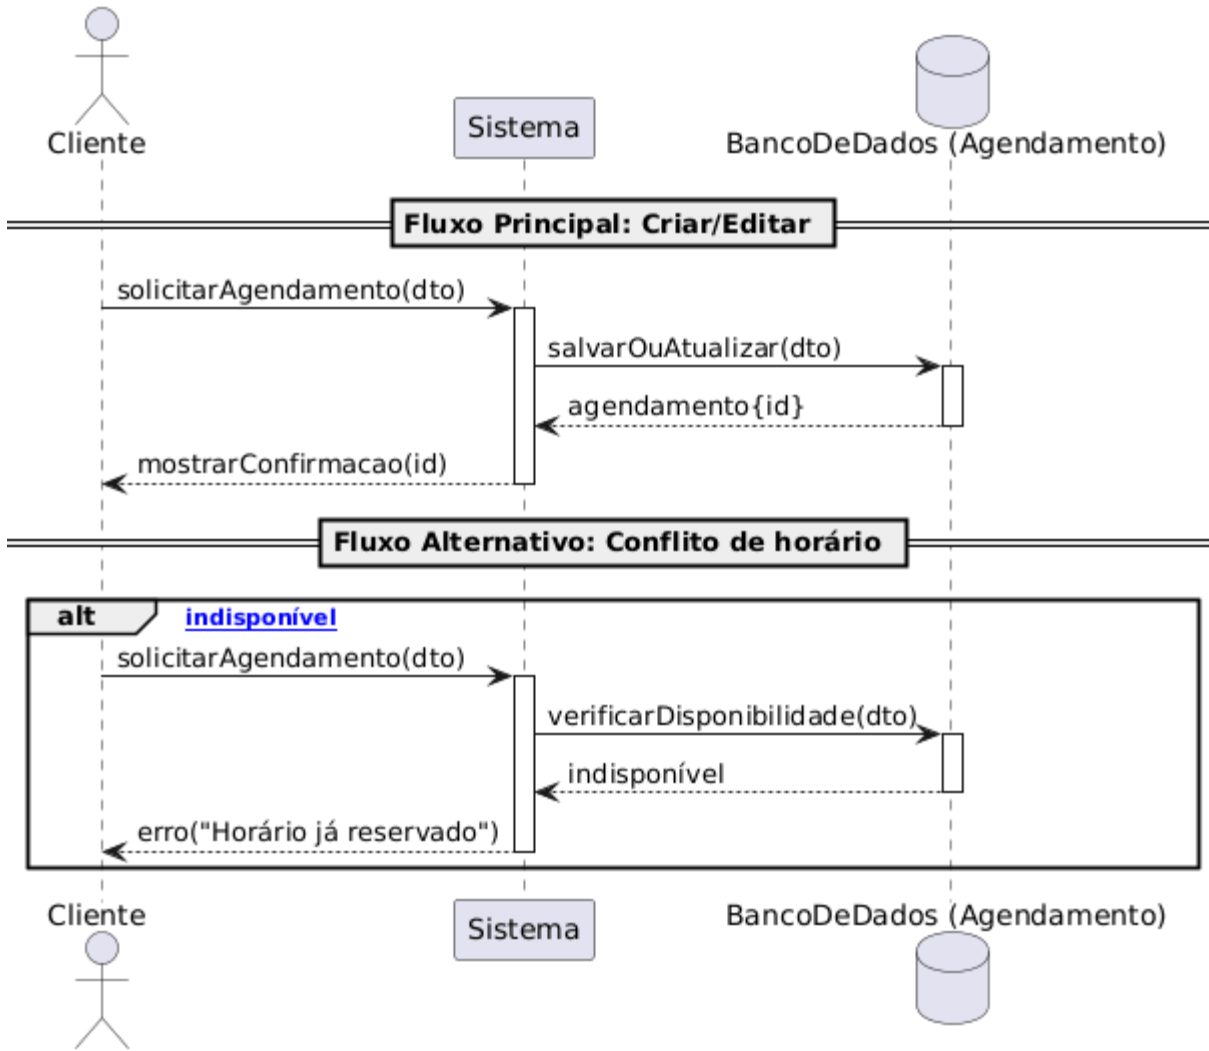 Cliente
Sistema
BancoDeDados (Agendamento)
Fluxo Principal: Criar/Editar
solicitarAgendamento(dto)
salvarOuAtualizar(dto)
agendamento{id}
mostrarConfirmacao(id)
Fluxo Alternativo: Conflito de horário
alt indisponível
solicitarAgendamento(dto)
verificarDisponibilidade(dto)
indisponível
erro("Horário já reservado")
Cliente
Sistema
BancoDeDados (Agendamento)